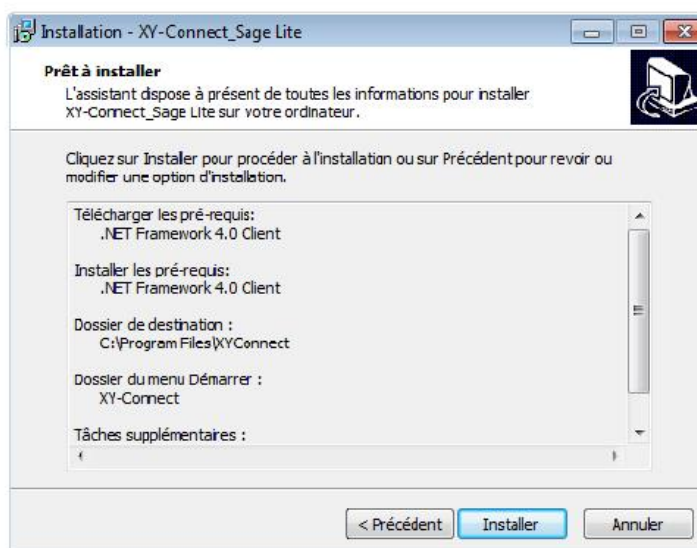 Installation - XY-Connect_Sage Lite
Prêt à installer
L'assistant dispose à présent de toutes les informations pour installer
XY-Connect_Sage Lite sur votre ordinateur.
Cliquez sur Installer pour procéder à l'installation ou sur Précédent pour revoir ou
modifier une option d'installation.
Télécharger les pré-requis:
.NET Framework 4.0 Client
Installer les pré-requis:
.NET Framework 4.0 Client
Dossier de destination :
C:\Program Files\XYConnect
Dossier du menu Démarrer :
XY-Connect
Tâches supplémentaires :
< Précédent
Installer
Annuler